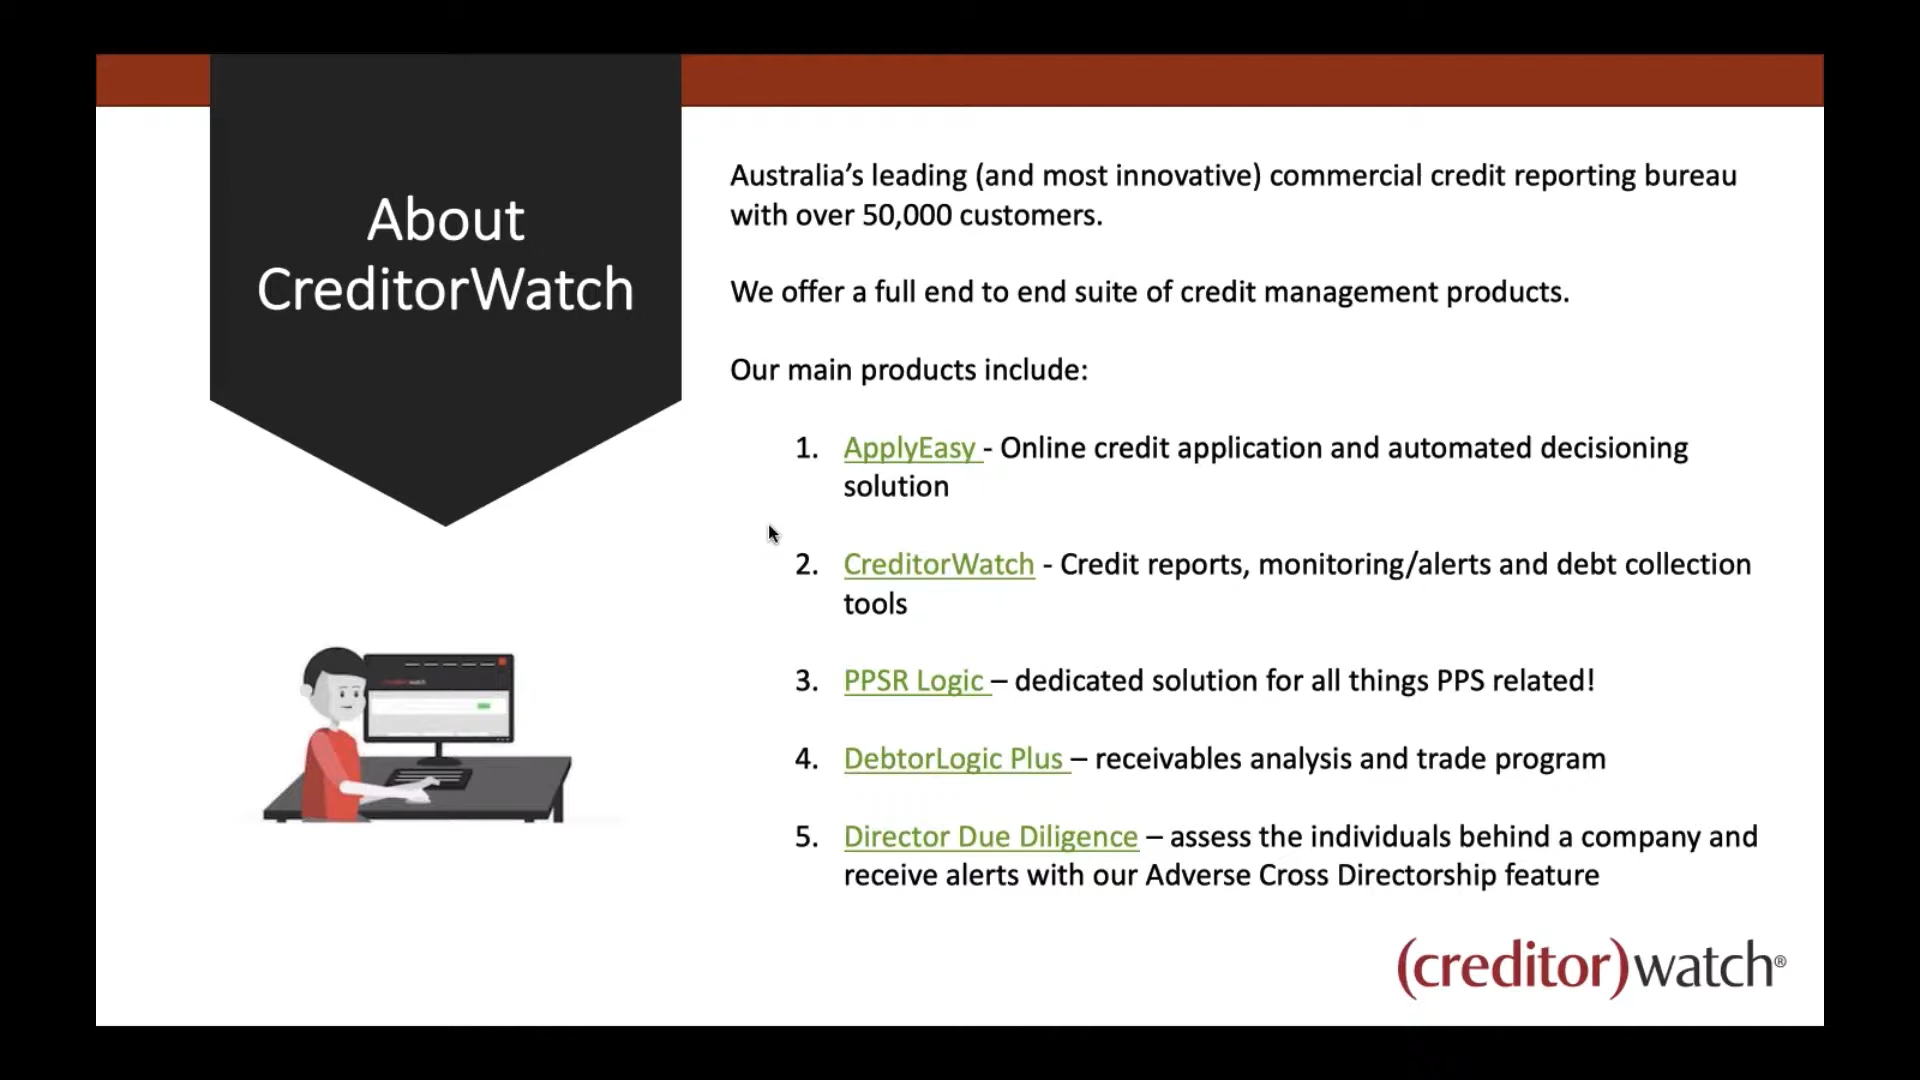 About
CreditorWatch
Australia’s leading (and most innovative) commercial credit reporting bureau
with over 50,000 customers.
We offer a full end to end suite of credit management products.
Our main products include:
1. ApplyEasy - Online credit application and automated decisioning
solution
2. CreditorWatch - Credit reports, monitoring/alerts and debt collection
tools
3. PPSR Logic – dedicated solution for all things PPS related!
4. DebtorLogic Plus – receivables analysis and trade program
5. Director Due Diligence – assess the individuals behind a company and
receive alerts with our Adverse Cross Directorship feature
(creditor)watch®